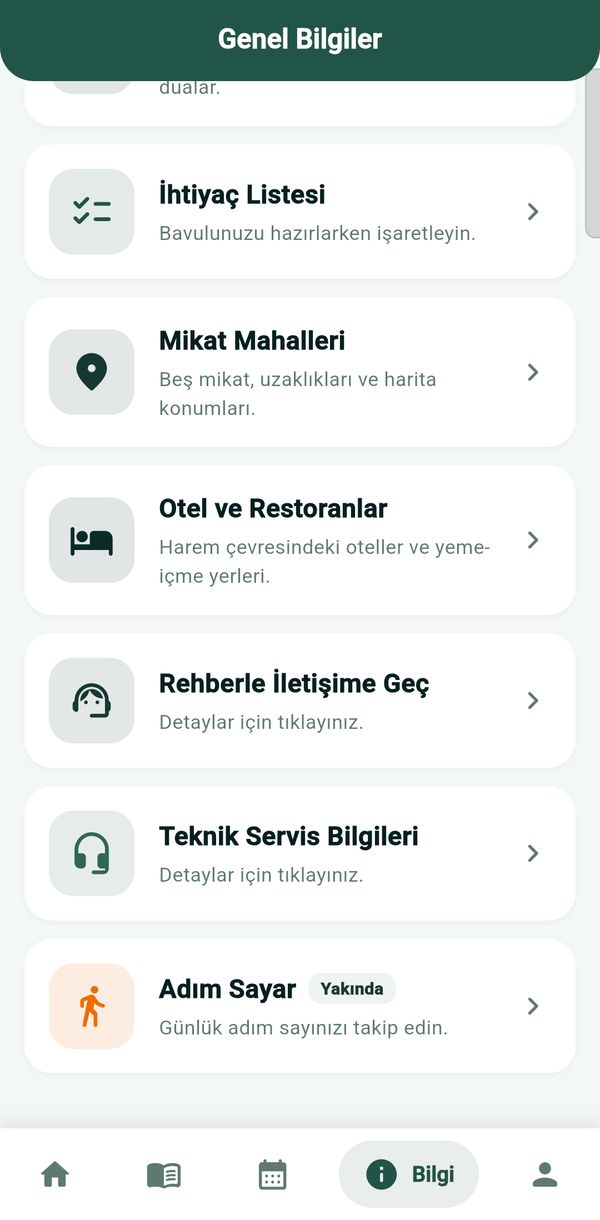 Genel Bilgiler
dualar.
İhtiyaç Listesi
Bavulunuzu hazırlarken işaretleyin.
Mikat Mahalleri
Beş mikat, uzaklıkları ve harita
konumları.
Otel ve Restoranlar
Harem çevresindeki oteller ve yeme-
içme yerleri.
Rehberle İletişime Geç
Detaylar için tıklayınız.
Teknik Servis Bilgileri
Detaylar için tıklayınız.
Adım Sayar Yakında
Günlük adım sayınızı takip edin.
Bilgi